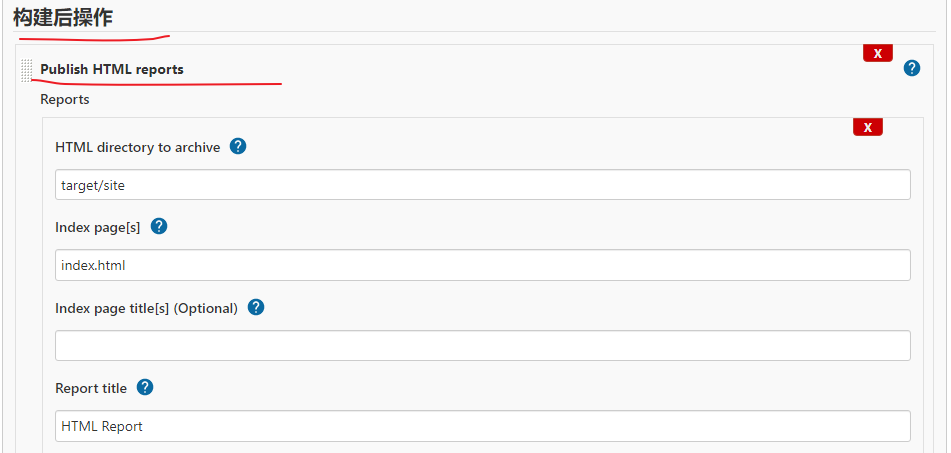 构建后操作
X
Publish HTML reports ?
Reports
X
HTML directory to archive ?
target/site
Index page[s] ?
index.html
Index page title[s] (Optional) ?
Report title ?
HTML Report